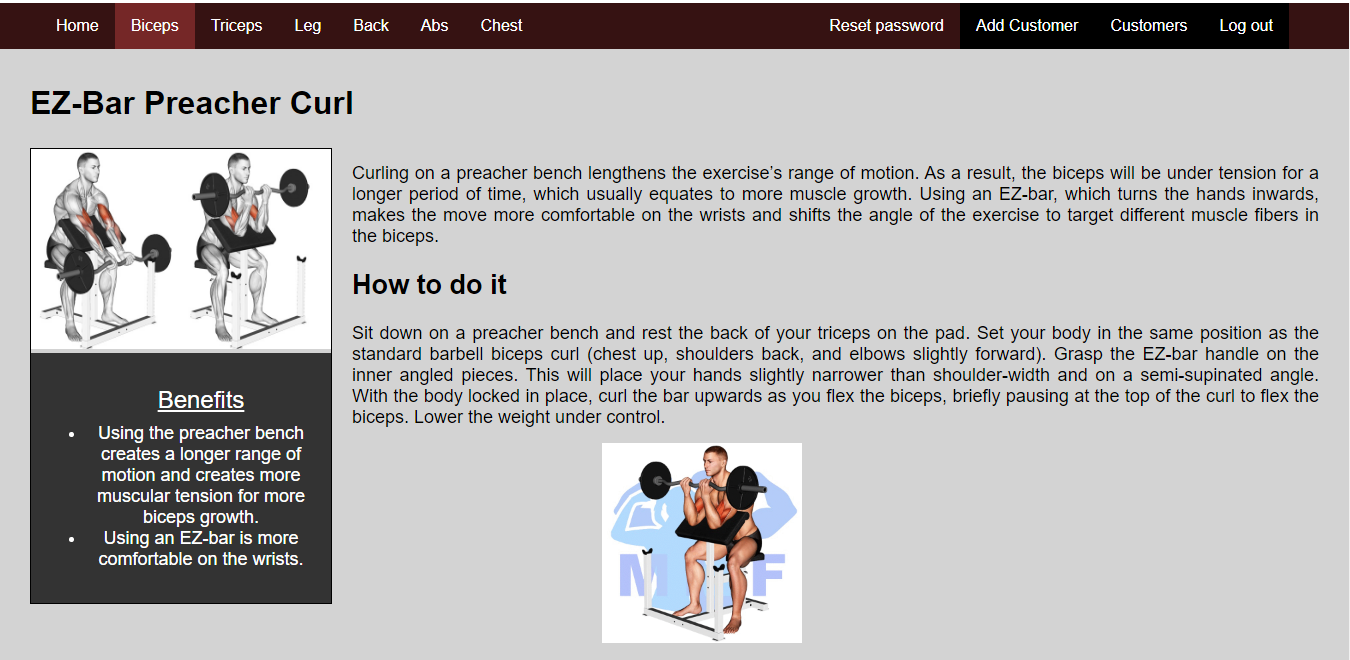 Home Biceps Triceps Leg Back Abs Chest Reset password Add Customer Customers Log out
EZ-Bar Preacher Curl
Curling on a preacher bench lengthens the exercise’s range of motion. As a result, the biceps will be under tension for a
longer period of time, which usually equates to more muscle growth. Using an EZ-bar, which turns the hands inwards,
makes the move more comfortable on the wrists and shifts the angle of the exercise to target different muscle fibers in
the biceps.
How to do it
Sit down on a preacher bench and rest the back of your triceps on the pad. Set your body in the same position as the
standard barbell biceps curl (chest up, shoulders back, and elbows slightly forward). Grasp the EZ-bar handle on the
inner angled pieces. This will place your hands slightly narrower than shoulder-width and on a semi-supinated angle.
With the body locked in place, curl the bar upwards as you flex the biceps, briefly pausing at the top of the curl to flex the
biceps. Lower the weight under control.
Benefits
Using the preacher bench
creates a longer range of
motion and creates more
muscular tension for more
biceps growth.
Using an EZ-bar is more
comfortable on the wrists.
M F